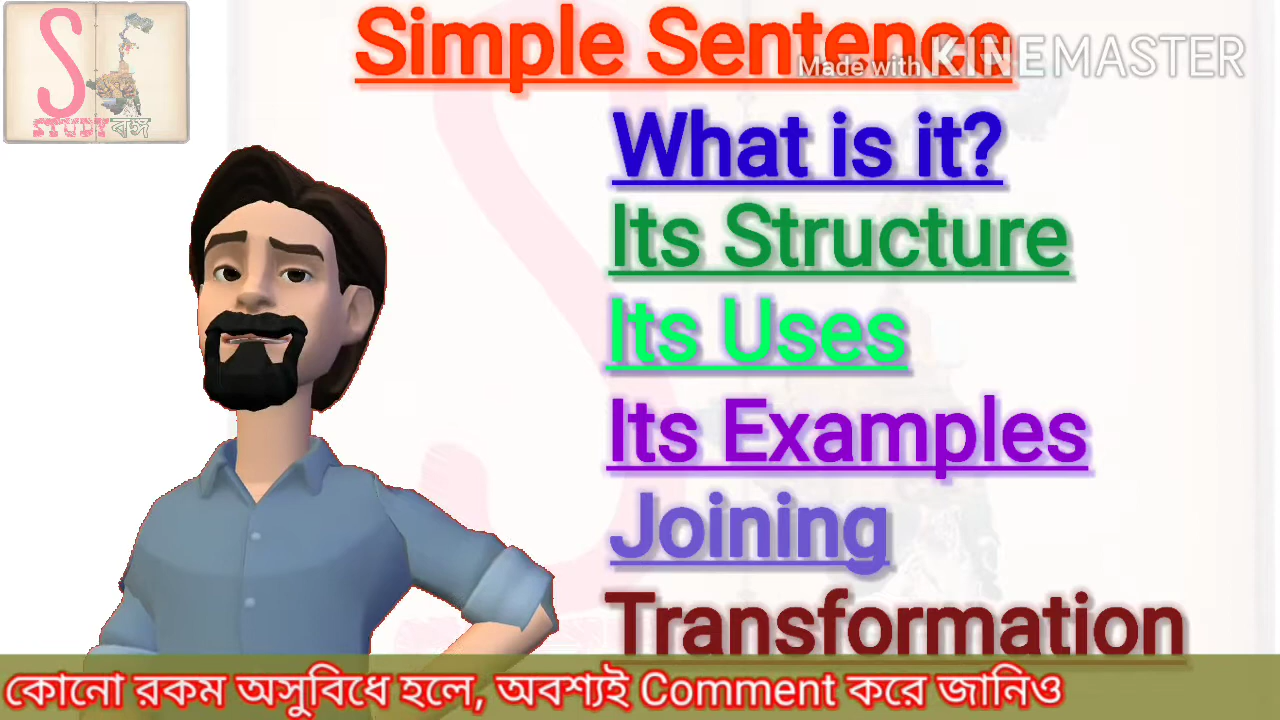 S
STUDYবঙ্গ
Simple Sentence
Made with KINEMASTER
What is it?
Its Structure
Its Uses
Its Examples
Joining
Transformation
কোনো রকম অসুবিধে হলে, অবশ্যই Comment করে জানিও